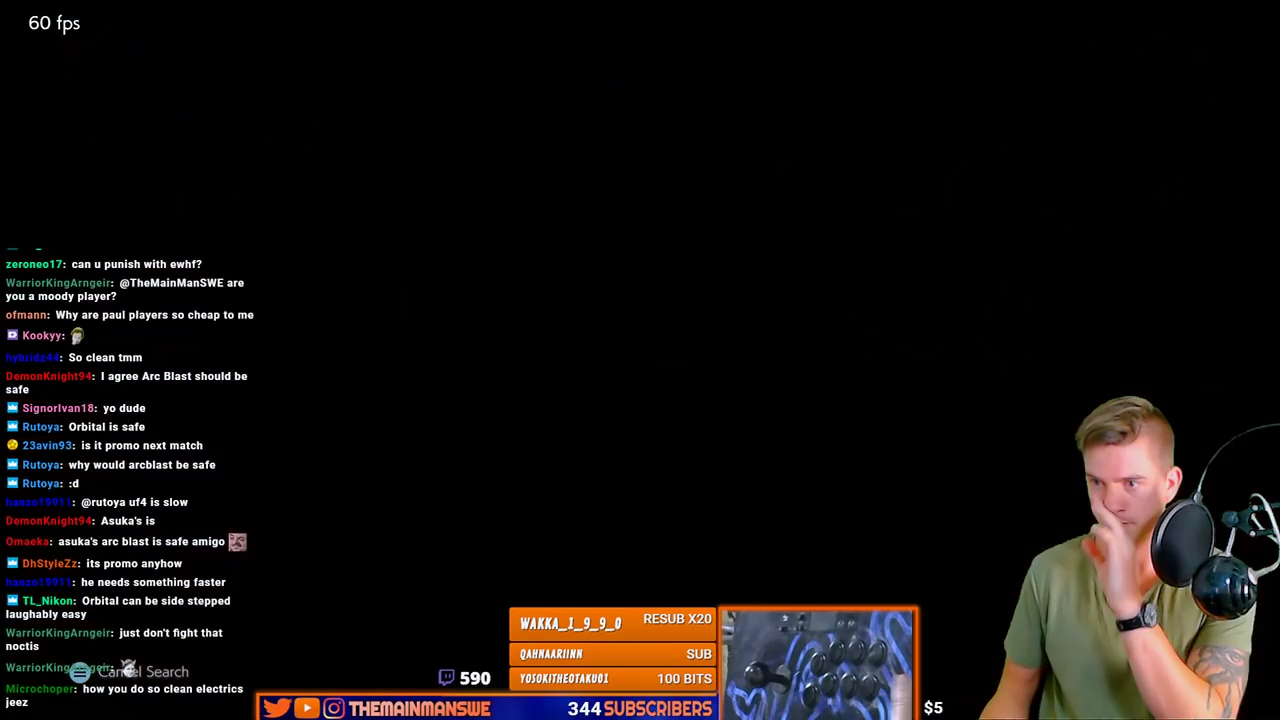 60 fps
zeroneo17: can u punish with ewhf?
WarriorKingArngeir: @TheMainManSWE are
you a moody player?
ofmann: Why are paul players so cheap to me
Kookyy:
hybridz44: So clean tmm
DemonKnight94: I agree Arc Blast should be
safe
SignorIvan18: yo dude
Rutoya: Orbital is safe
23avin93: is it promo next match
Rutoya: why would arcblast be safe
Rutoya: :d
hanzo19911: @rutoya uf4 is slow
DemonKnight94: Asuka's is
Omaeka: asuka's arc blast is safe amigo
DhStyleZz: its promo anyhow
hanzo19911: he needs something faster
TL_Nikon: Orbital can be side stepped
laughably easy
WarriorKingArngeir: just don't fight that
noctis
WarriorKingArngeir:
Cancel Search
Microchoper: how you do so clean electrics
jeez
590
WAKKA_1_9_9_0 RESUB X20
QAHNAARIINN SUB
YOSOKITHEOTAKU01 100 BITS
THEMAINMANSWE 344 SUBSCRIBERS
$5